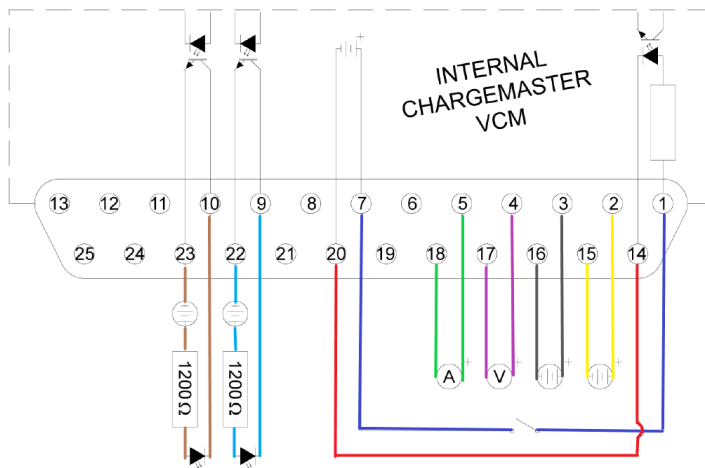 INTERNAL
CHARGEMASTER
VCM
13 12 11 10 9 8 7 6 5 4 3 2 1
25 24 23 22 21 20 19 18 17 16 15 14
A V
1200Ω 1200Ω